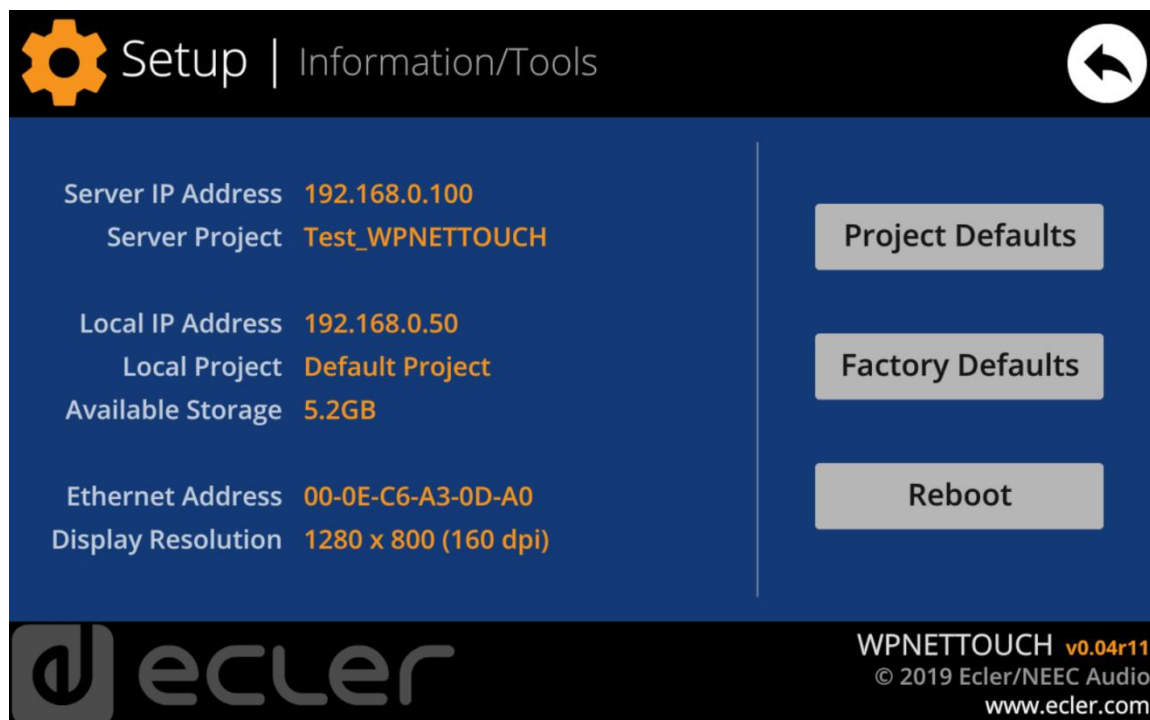 Setup | Information/Tools
Server IP Address 192.168.0.100
Server Project Test_WPNETTOUCH
Local IP Address 192.168.0.50
Local Project Default Project
Available Storage 5.2GB
Ethernet Address 00-0E-C6-A3-0D-A0
Display Resolution 1280 x 800 (160 dpi)
Project Defaults
Factory Defaults
Reboot
ecler
WPNETTOUCH v0.04r11
© 2019 Ecler/NEEC Audio
www.ecler.com